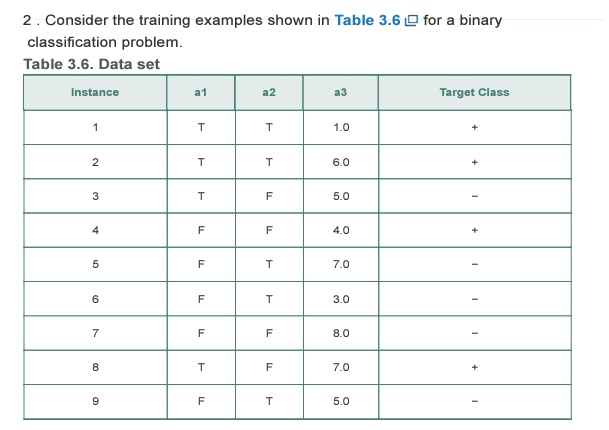 2 . Consider the training examples shown in Table 3.6 for a binary
classification problem.
Table 3.6. Data set
Instance a1 a2 a3 Target Class
1 T T 1.0 +
2 T T 6.0 +
3 T F 5.0 −
4 F F 4.0 +
5 F T 7.0 −
6 F T 3.0 −
7 F F 8.0 −
8 T F 7.0 +
9 F T 5.0 −